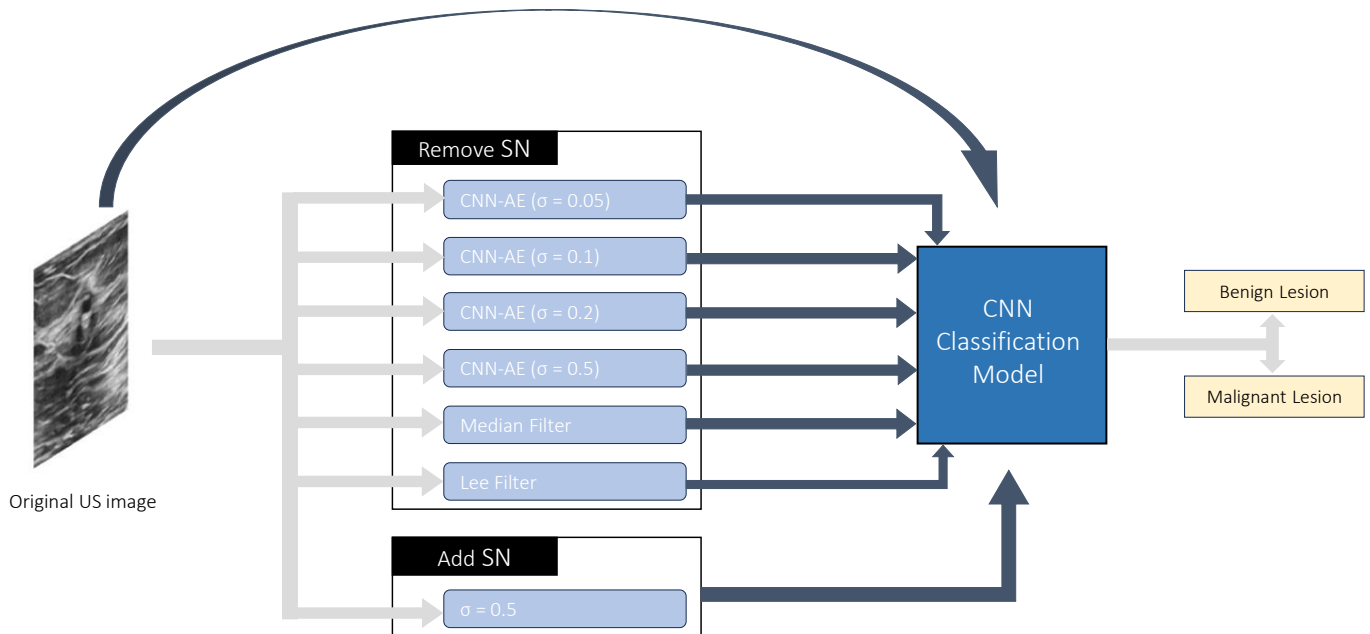 Original US image
Remove SN
CNN-AE (σ = 0.05)
CNN-AE (σ = 0.1)
CNN-AE (σ = 0.2)
CNN-AE (σ = 0.5)
Median Filter
Lee Filter
Add SN
σ = 0.5
CNN
Classification
Model
Benign Lesion
Malignant Lesion